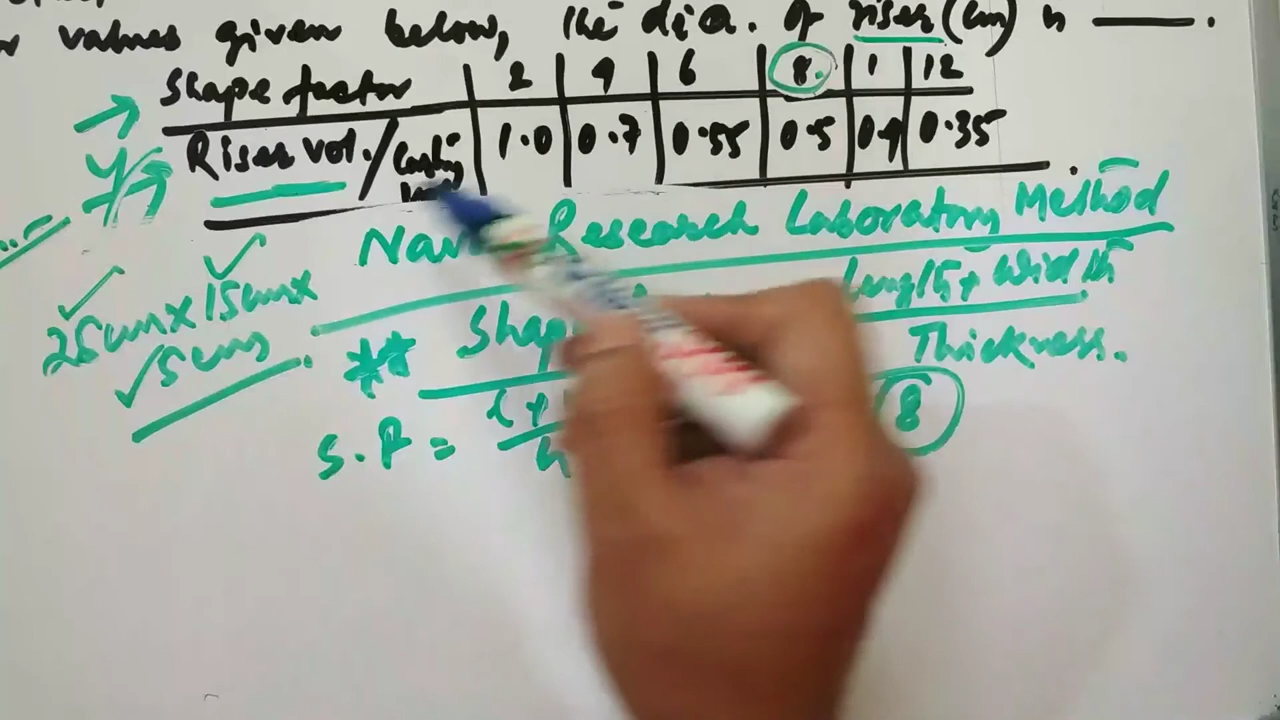 values given below, the dia. of riser (cm) is ____.
Shape factor 2 4 6 8. 1 12
Riser vol. / Casting 1.0 0.7 0.55 0.5 0.4 0.35
Research Laboratory Method
25cm x 15cm x
5cm
Length + Width
Thickness.
S.F =
8